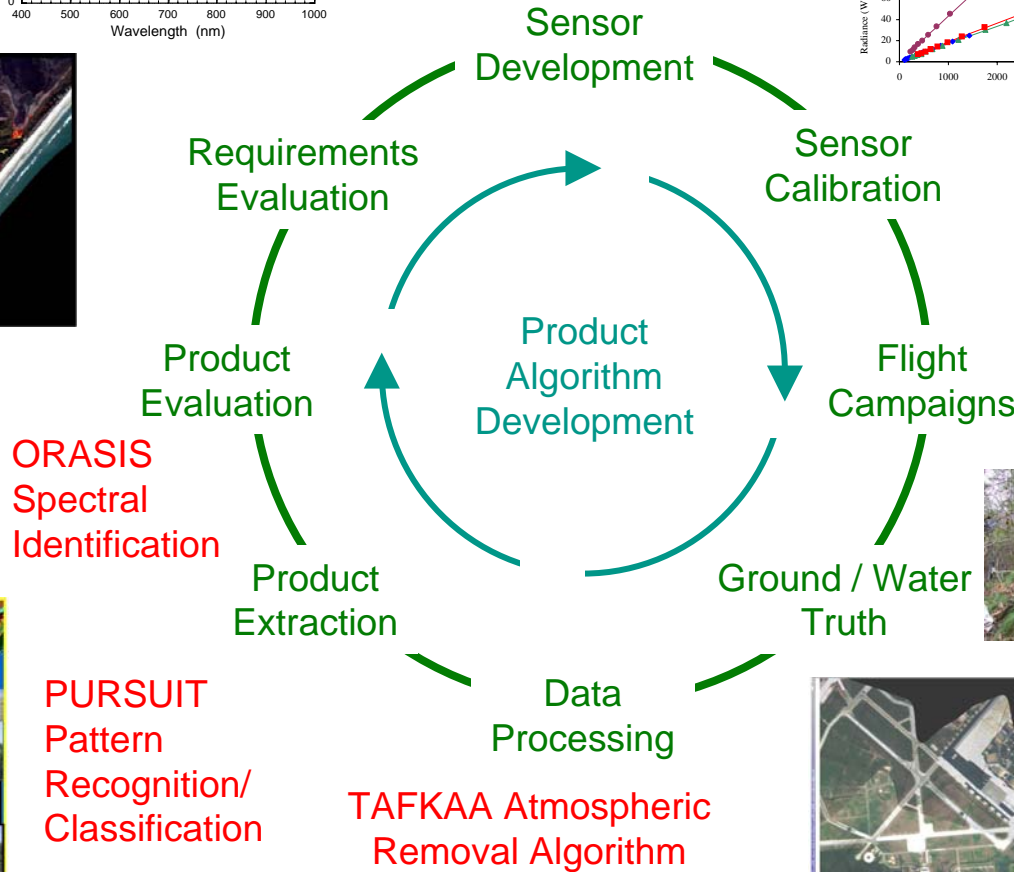 0
400 500 600 700 800 900 1000
Wavelength (nm)
Radiance (W
40
20
0
0 1000 2000
Sensor
Development
Requirements
Evaluation
Sensor
Calibration
Product
Evaluation
Product
Algorithm
Development
Flight
Campaigns
ORASIS
Spectral
Identification
Product
Extraction
Ground / Water
Truth
PURSUIT
Pattern
Recognition/
Classification
Data
Processing
TAFKAA Atmospheric
Removal Algorithm